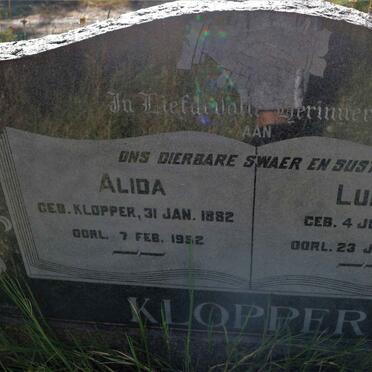 In Liefdevolle Herinner
AAN
ONS DIERBARE SWAER EN SUST
ALIDA
GEB. KLOPPER, 31 JAN. 1882
OORL. 7 FEB. 1952
LU
GEB. 4 J
OORL. 23 J
KLOPPER